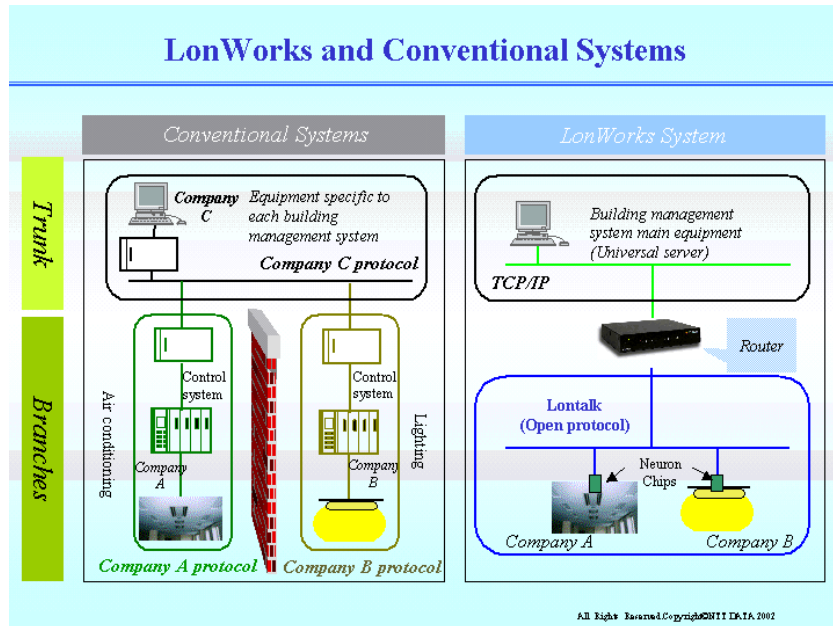 LonWorks and Conventional Systems
Conventional Systems
LonWorks System
Trunk
Company
C
Equipment specific to
each building
management system
Company C protocol
Building management
system main equipment
(Universal server)
TCP/IP
Router
Branches
Air conditioning
Control
system
Company
A
Company A protocol
Control
system
Lighting
Company
B
Company B protocol
Lontalk
(Open protocol)
Neuron
Chips
Company A
Company B
All Rights Reserved.Copyright©NTT DATA 2002